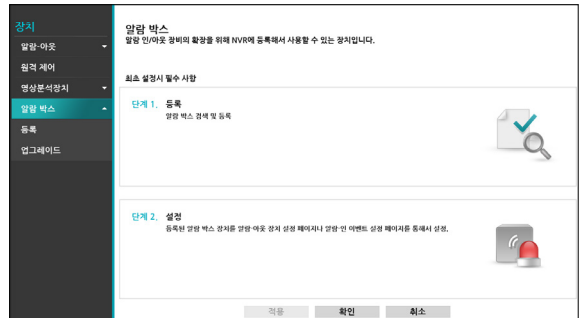 장치
알람-아웃
원격 제어
영상분석장치
알람 박스
등록
업그레이드
알람 박스
알람 인/아웃 장비의 확장을 위해 NVR에 등록해서 사용할 수 있는 장치입니다.
최초 설정시 필수 사항
단계 1. 등록
알람 박스 검색 및 등록
단계 2. 설정
등록된 알람 박스 장치를 알람-아웃 장치 설정 페이지나 알람-인 이벤트 설정 페이지를 통해서 설정.
적용 확인 취소